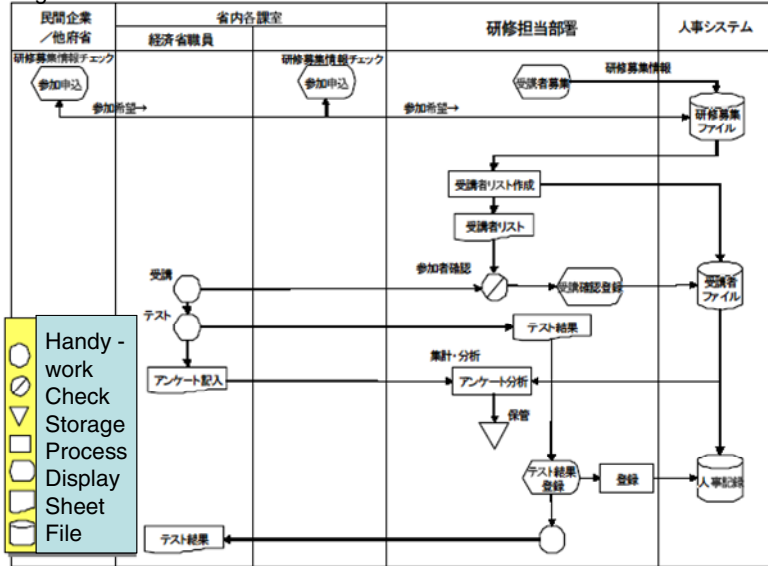 民間企業
／他府省
省内各課室
経済省職員
研修担当部署
人事システム
研修募集情報チェック
参加申込
研修募集情報チェック
参加申込
受講者募集
研修募集情報
参加希望→
参加希望→
研修募集
ファイル
受講者リスト作成
受講者リスト
参加者確認
受講
受講確認登録
受講者
ファイル
テスト
テスト結果
集計・分析
アンケート記入
アンケート分析
保管
テスト結果
登録
登録
人事記録
テスト結果
Handy -
work
Check
Storage
Process
Display
Sheet
File